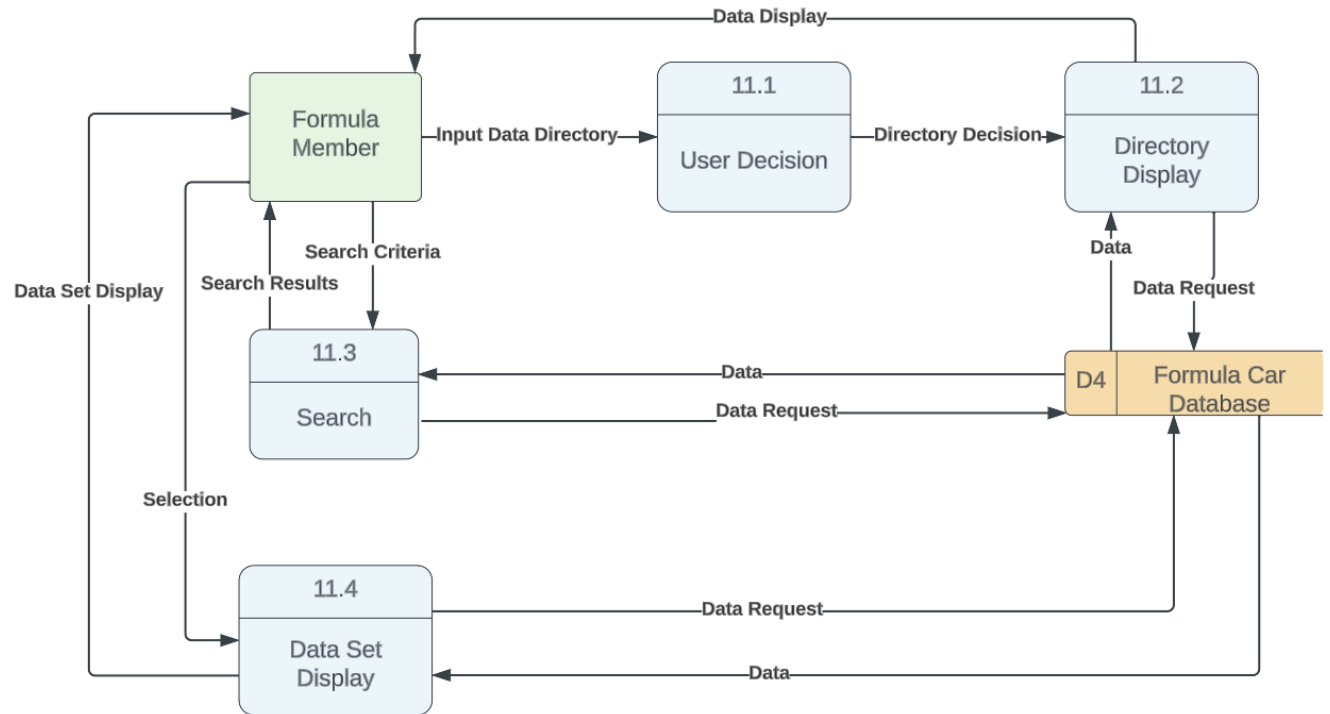 Data Display
11.1
11.2
Formula
Member
Input Data Directory
User Decision
Directory Decision
Directory
Display
Search Criteria
Data
Search Results
Data Set Display
Data Request
11.3
Data
D4
Formula Car
Database
Search
Data Request
Selection
11.4
Data Request
Data Set
Display
Data